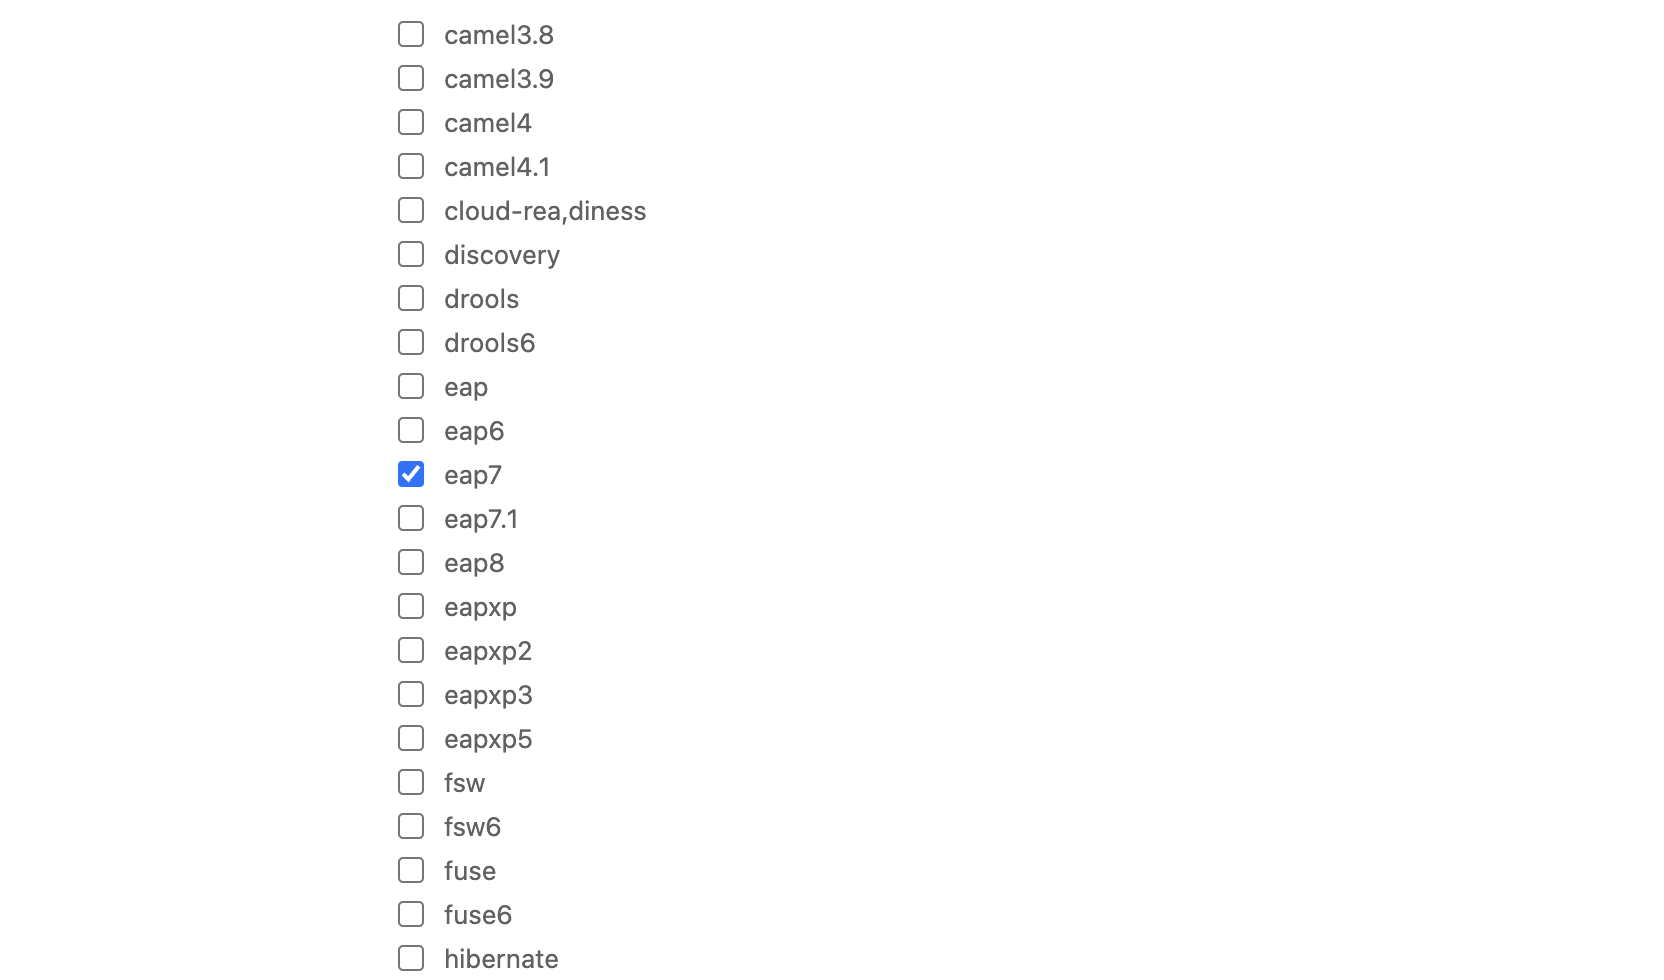 camel3.8
camel3.9
camel4
camel4.1
cloud-rea,diness
discovery
drools
drools6
eap
eap6
eap7
eap7.1
eap8
eapxp
eapxp2
eapxp3
eapxp5
fsw
fsw6
fuse
fuse6
hibernate